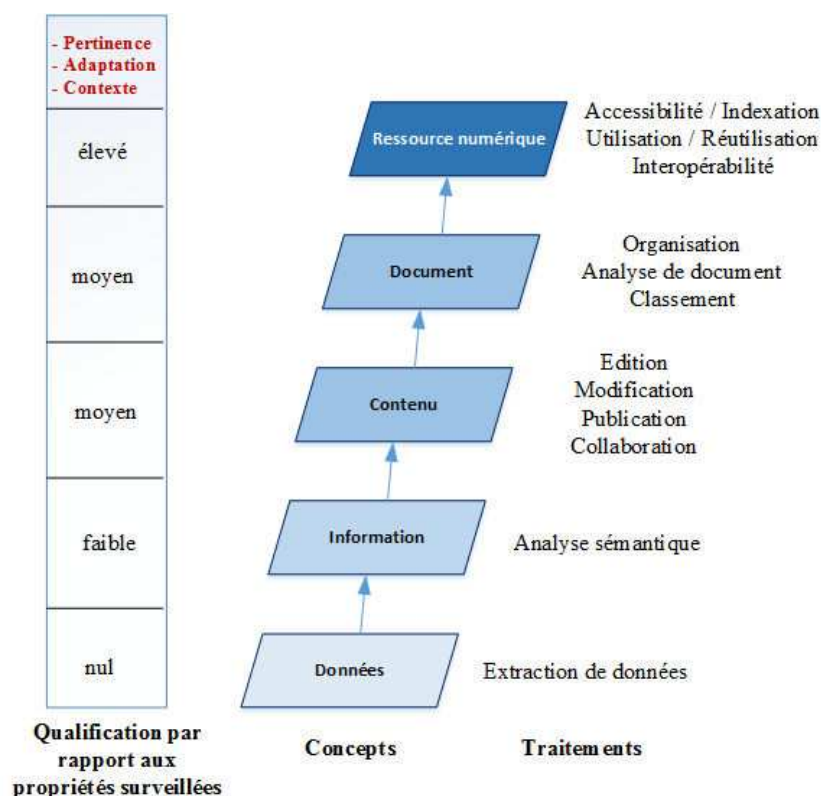 - Pertinence
- Adaptation
- Contexte
élevé
Ressource numérique
Accessibilité / Indexation
Utilisation / Réutilisation
Interopérabilité
moyen
Document
Organisation
Analyse de document
Classement
moyen
Contenu
Edition
Modification
Publication
Collaboration
faible
Information
Analyse sémantique
nul
Données
Extraction de données
Qualification par
rapport aux
propriétés surveillées
Concepts
Traitements